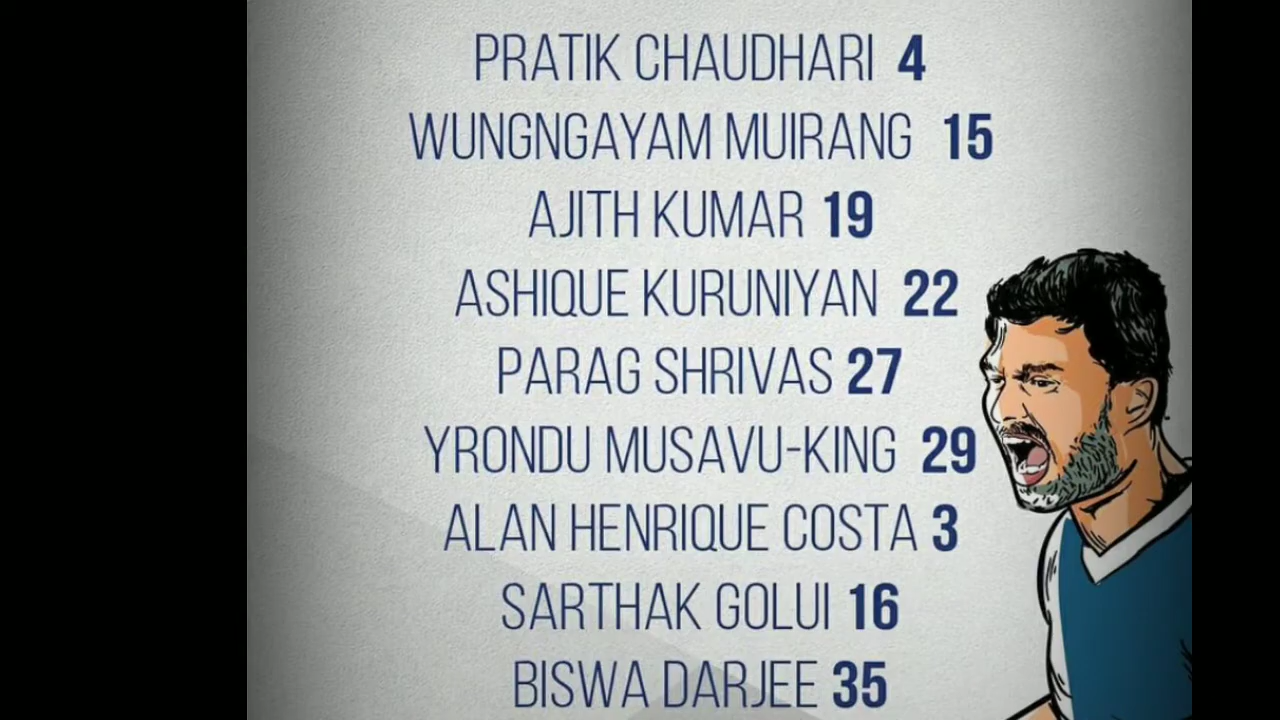 PRATIK CHAUDHARI 4
WUNGNGAYAM MUIRANG 15
AJITH KUMAR 19
ASHIQUE KURUNIYAN 22
PARAG SHRIVAS 27
YRONDU MUSAVU-KING 29
ALAN HENRIQUE COSTA 3
SARTHAK GOLUI 16
BISWA DARJEE 35